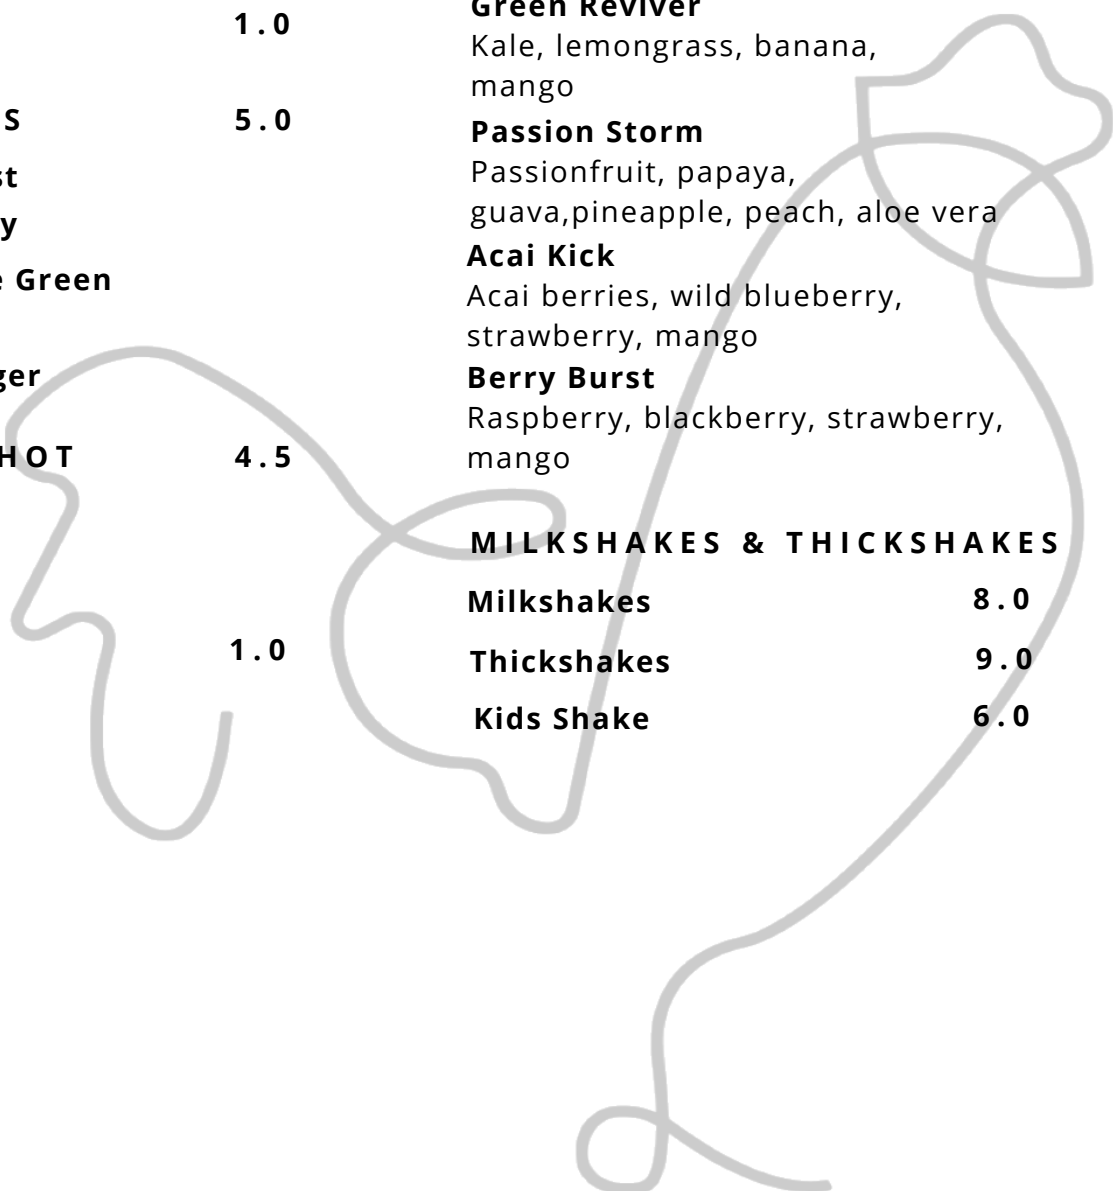 1.0
S 5.0
st
y
e Green
ger
HOT 4.5
1.0
Green Reviver
Kale, lemongrass, banana,
mango
Passion Storm
Passionfruit, papaya,
guava,pineapple, peach, aloe vera
Acai Kick
Acai berries, wild blueberry,
strawberry, mango
Berry Burst
Raspberry, blackberry, strawberry,
mango
MILKSHAKES & THICKSHAKES
Milkshakes 8.0
Thickshakes 9.0
Kids Shake 6.0